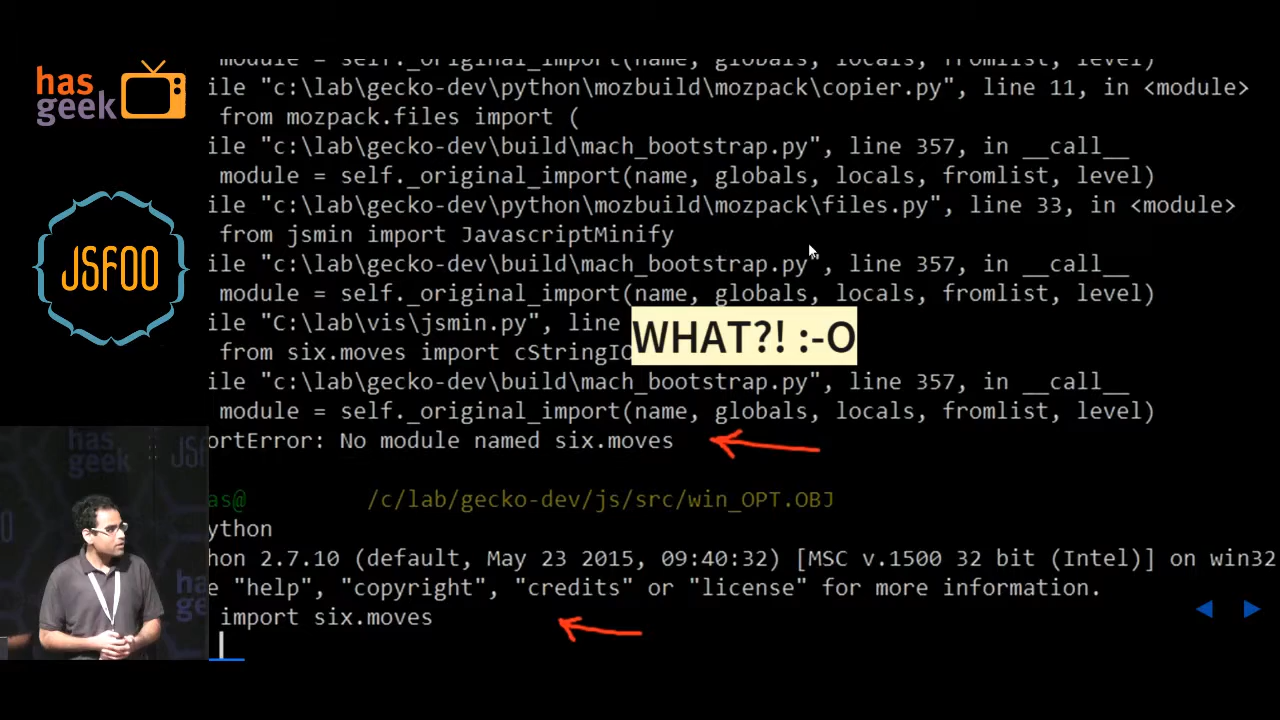 has
geek
JSFOO
module = self._original_import(name, globals, locals, fromlist, level)
ile "c:\lab\gecko-dev\python\mozbuild\mozpack\copier.py", line 11, in <module>
from mozpack.files import (
ile "c:\lab\gecko-dev\build\mach_bootstrap.py", line 357, in __call__
module = self._original_import(name, globals, locals, fromlist, level)
ile "c:\lab\gecko-dev\python\mozbuild\mozpack\files.py", line 33, in <module>
from jsmin import JavascriptMinify
ile "c:\lab\gecko-dev\build\mach_bootstrap.py", line 357, in __call__
module = self._original_import(name, globals, locals, fromlist, level)
ile "C:\lab\vis\jsmin.py", line
WHAT?! :-O
from six.moves import cStringIO
ile "c:\lab\gecko-dev\build\mach_bootstrap.py", line 357, in __call__
module = self._original_import(name, globals, locals, fromlist, level)
ortError: No module named six.moves
as@ /c/lab/gecko-dev/js/src/win_OPT.OBJ
ython
hon 2.7.10 (default, May 23 2015, 09:40:32) [MSC v.1500 32 bit (Intel)] on win32
e "help", "copyright", "credits" or "license" for more information.
import six.moves
has
geek